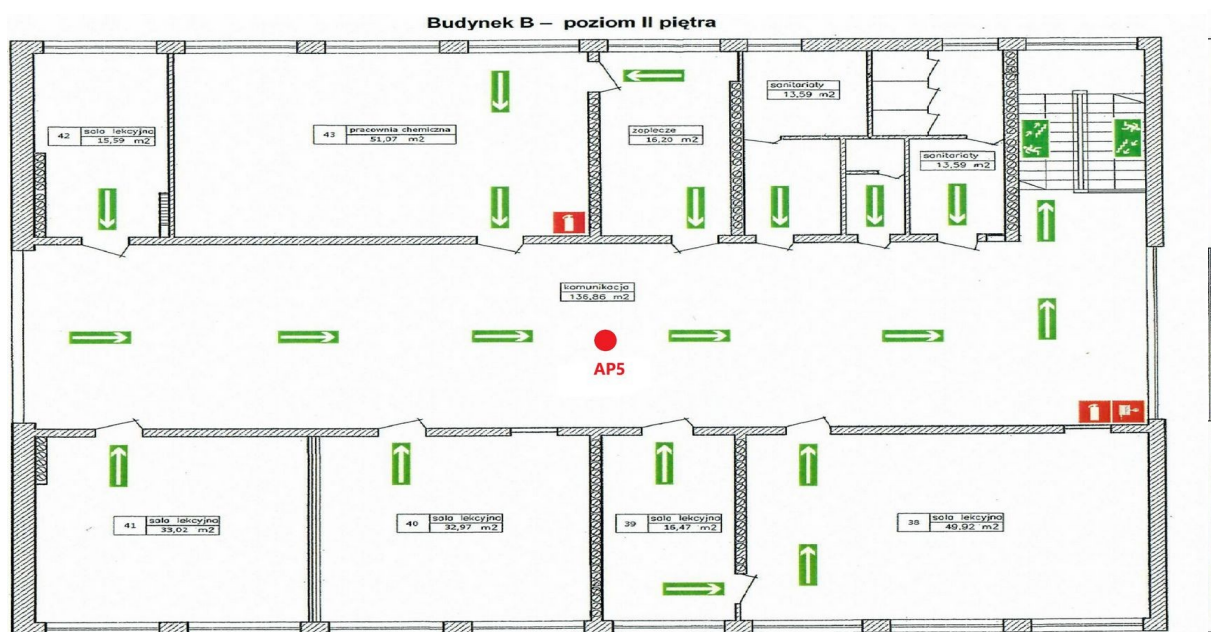 Budynek B – poziom II piętra
42 sala lekcyjna
15,59 m2
43 pracownia chemiczna
51,07 m2
zaplecze
16,20 m2
sanitariaty
13,59 m2
sanitariaty
13,59 m2
komunikacja
136,86 m2
AP5
41 sala lekcyjna
33,02 m2
40 sala lekcyjna
32,97 m2
39 sala lekcyjna
16,47 m2
38 sala lekcyjna
49,92 m2